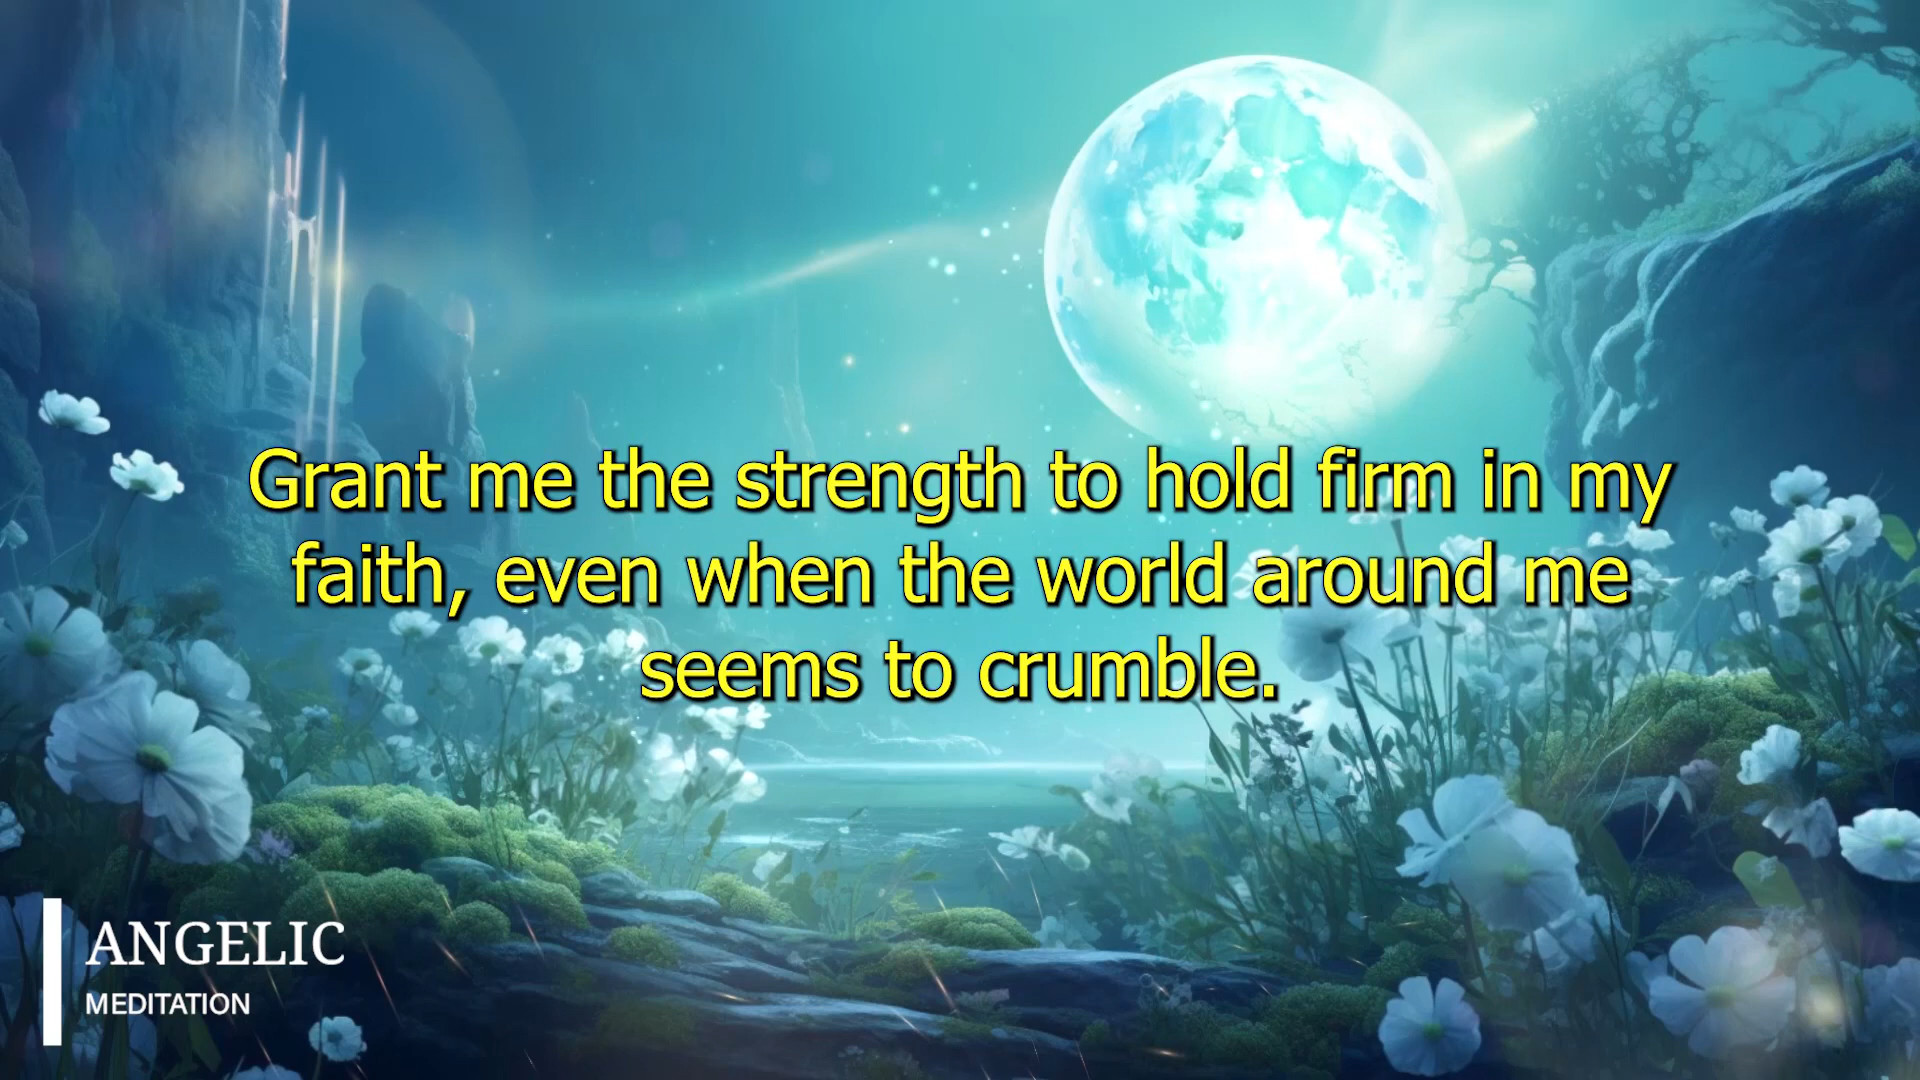 Grant me the strength to hold firm in my
faith, even when the world around me
seems to crumble.
ANGELIC
MEDITATION